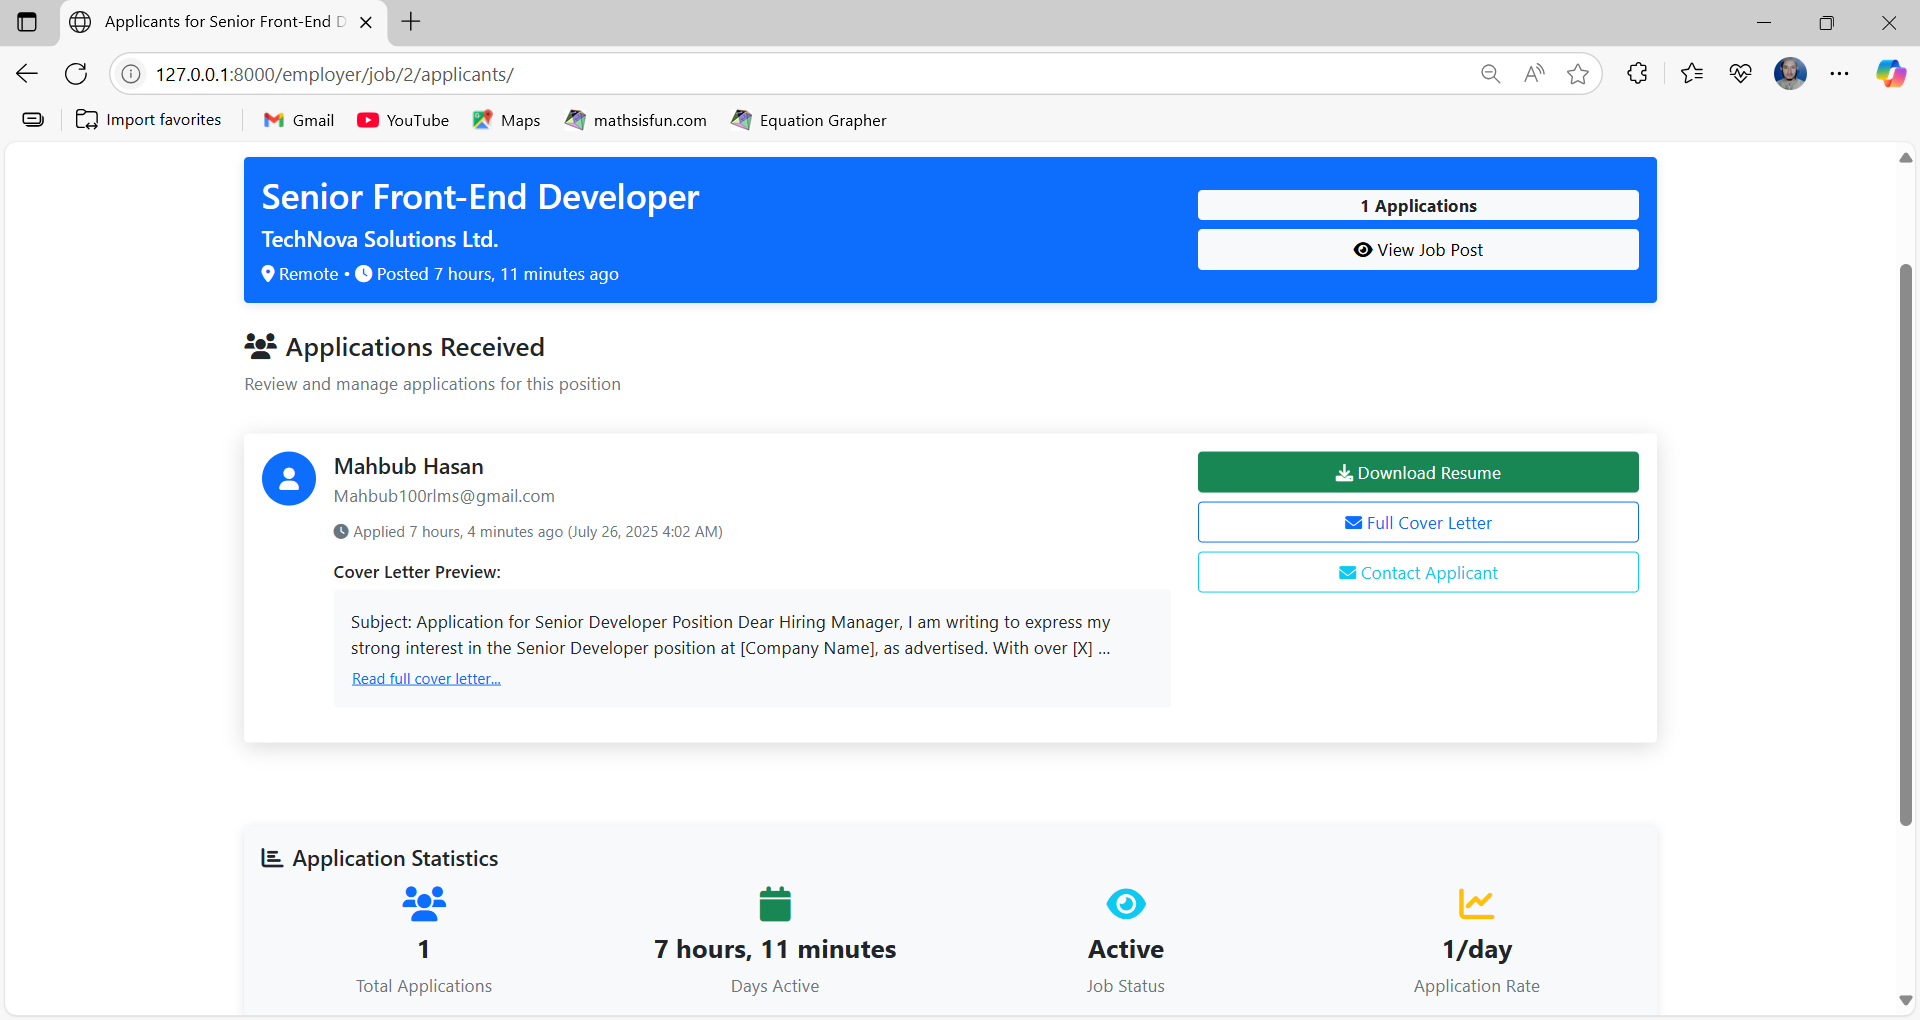 Applicants for Senior Front-End D
127.0.0.1:8000/employer/job/2/applicants/
Import favorites
Gmail
YouTube
Maps
mathsisfun.com
Equation Grapher
Senior Front-End Developer
TechNova Solutions Ltd.
Remote • Posted 7 hours, 11 minutes ago
1 Applications
View Job Post
Applications Received
Review and manage applications for this position
Mahbub Hasan
Mahbub100rlms@gmail.com
Applied 7 hours, 4 minutes ago (July 26, 2025 4:02 AM)
Cover Letter Preview:
Subject: Application for Senior Developer Position Dear Hiring Manager, I am writing to express my
strong interest in the Senior Developer position at [Company Name], as advertised. With over [X] ...
Read full cover letter...
Download Resume
Full Cover Letter
Contact Applicant
Application Statistics
1
Total Applications
7 hours, 11 minutes
Days Active
Active
Job Status
1/day
Application Rate